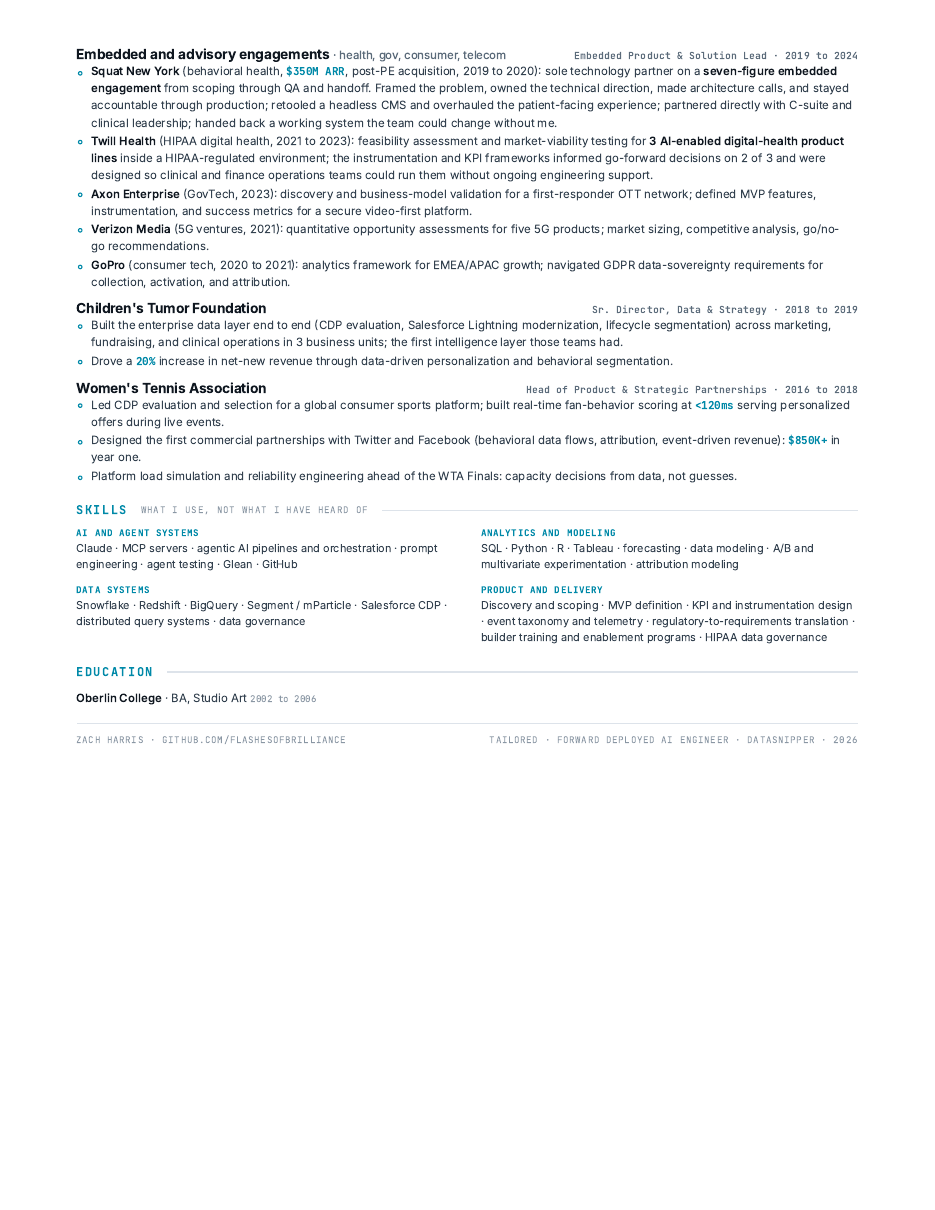 Embedded and advisory engagements · health, gov, consumer, telecom Embedded Product & Solution Lead · 2019 to 2024
Squat New York (behavioral health, $350M ARR, post-PE acquisition, 2019 to 2020): sole technology partner on a seven-figure embedded
engagement from scoping through QA and handoff. Framed the problem, owned the technical direction, made architecture calls, and stayed
accountable through production; retooled a headless CMS and overhauled the patient-facing experience; partnered directly with C-suite and
clinical leadership; handed back a working system the team could change without me.
Twill Health (HIPAA digital health, 2021 to 2023): feasibility assessment and market-viability testing for 3 AI-enabled digital-health product
lines inside a HIPAA-regulated environment; the instrumentation and KPI frameworks informed go-forward decisions on 2 of 3 and were
designed so clinical and finance operations teams could run them without ongoing engineering support.
Axon Enterprise (GovTech, 2023): discovery and business-model validation for a first-responder OTT network; defined MVP features,
instrumentation, and success metrics for a secure video-first platform.
Verizon Media (5G ventures, 2021): quantitative opportunity assessments for five 5G products; market sizing, competitive analysis, go/no-
go recommendations.
GoPro (consumer tech, 2020 to 2021): analytics framework for EMEA/APAC growth; navigated GDPR data-sovereignty requirements for
collection, activation, and attribution.
Children's Tumor Foundation Sr. Director, Data & Strategy · 2018 to 2019
Built the enterprise data layer end to end (CDP evaluation, Salesforce Lightning modernization, lifecycle segmentation) across marketing,
fundraising, and clinical operations in 3 business units; the first intelligence layer those teams had.
Drove a 20% increase in net-new revenue through data-driven personalization and behavioral segmentation.
Women's Tennis Association Head of Product & Strategic Partnerships · 2016 to 2018
Led CDP evaluation and selection for a global consumer sports platform; built real-time fan-behavior scoring at <120ms serving personalized
offers during live events.
Designed the first commercial partnerships with Twitter and Facebook (behavioral data flows, attribution, event-driven revenue): $850K+ in
year one.
Platform load simulation and reliability engineering ahead of the WTA Finals: capacity decisions from data, not guesses.
SKILLS WHAT I USE, NOT WHAT I HAVE HEARD OF
AI AND AGENT SYSTEMS
Claude · MCP servers · agentic AI pipelines and orchestration · prompt
engineering · agent testing · Glean · GitHub
ANALYTICS AND MODELING
SQL · Python · R · Tableau · forecasting · data modeling · A/B and
multivariate experimentation · attribution modeling
DATA SYSTEMS
Snowflake · Redshift · BigQuery · Segment / mParticle · Salesforce CDP ·
distributed query systems · data governance
PRODUCT AND DELIVERY
Discovery and scoping · MVP definition · KPI and instrumentation design
· event taxonomy and telemetry · regulatory-to-requirements translation ·
builder training and enablement programs · HIPAA data governance
EDUCATION
Oberlin College · BA, Studio Art 2002 to 2006
ZACH HARRIS · GITHUB.COM/FLASHESOFBRILLIANCE TAILORED · FORWARD DEPLOYED AI ENGINEER · DATASNIPPER · 2026